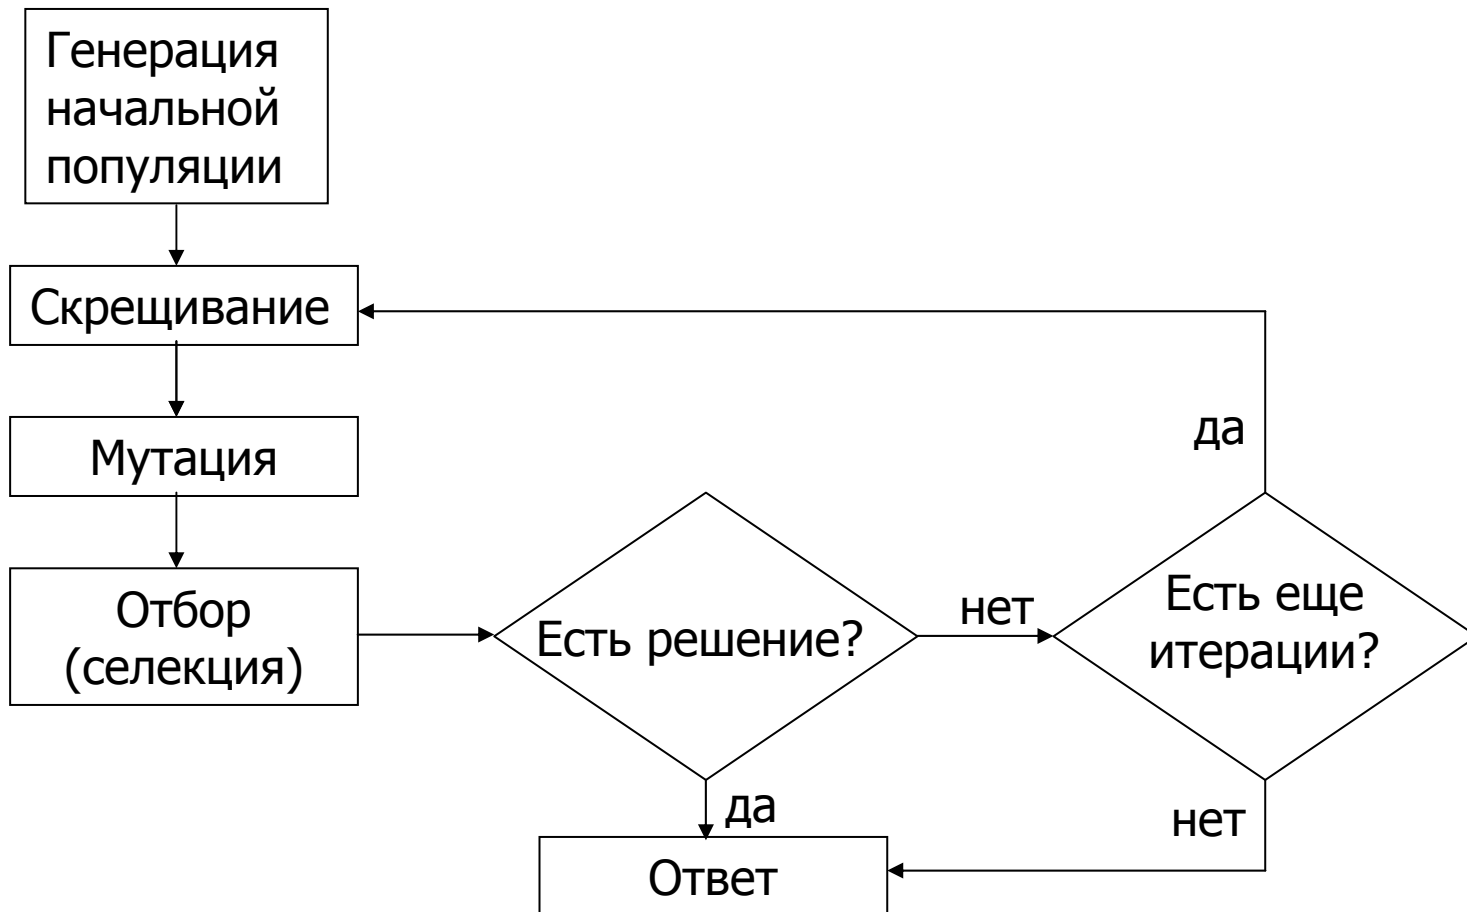 Генерация
начальной
популяции
Скрещивание
да
Мутация
Отбор
(селекция)
Есть решение?
нет
Есть еще
итерации?
да
нет
Ответ